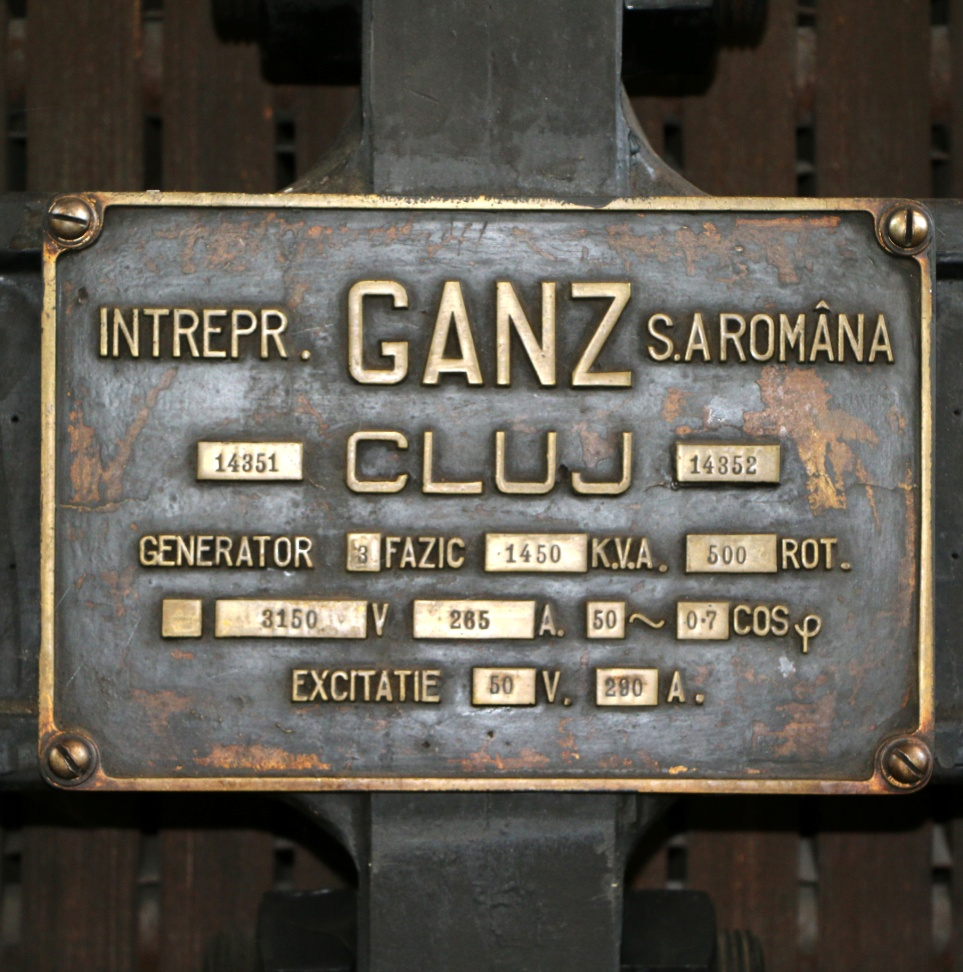 INTREPR. GANZ S.A ROMÂNA
14351 CLUJ 14352
GENERATOR 3 FAZIC 1450 K.V.A. 500 ROT.
3150 V 265 A. 50 ~ 0·7 COS φ
EXCITATIE 50 V. 290 A.